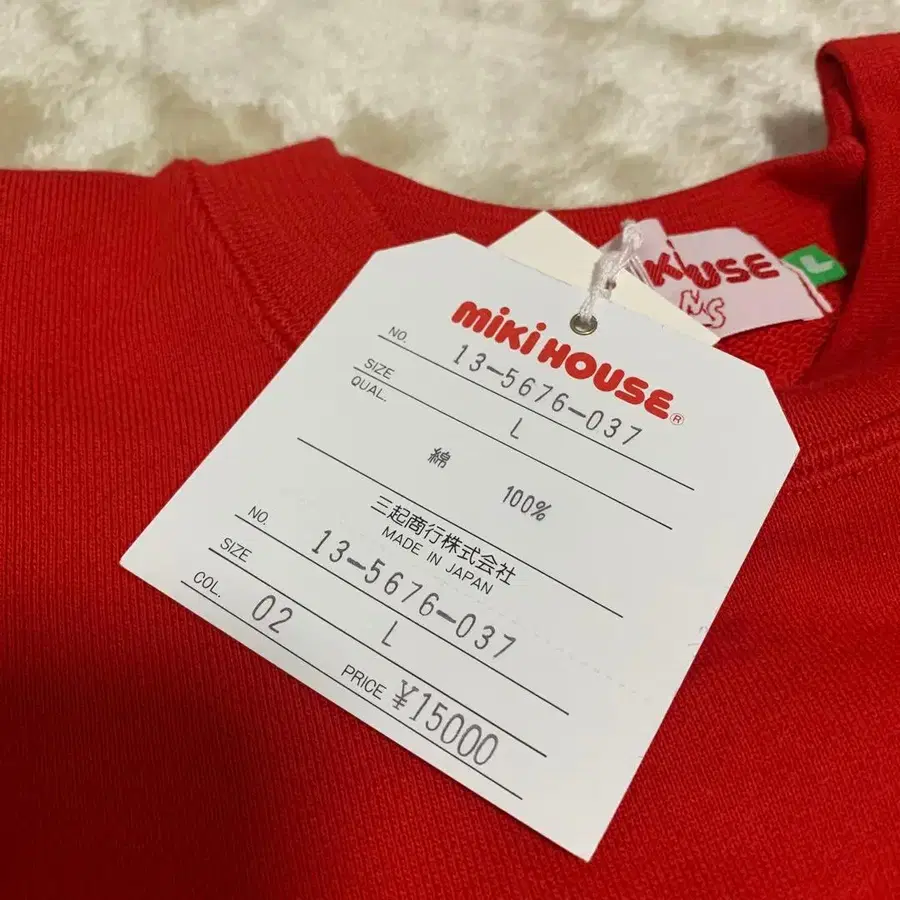 miKiHOUSE®
NO. 13-5676-037
SIZE L
QUAL.
綿 100%
三起商行株式会社
MADE IN JAPAN
NO. 13-5676-037
SIZE L
COL. 02
PRICE ¥15000
L